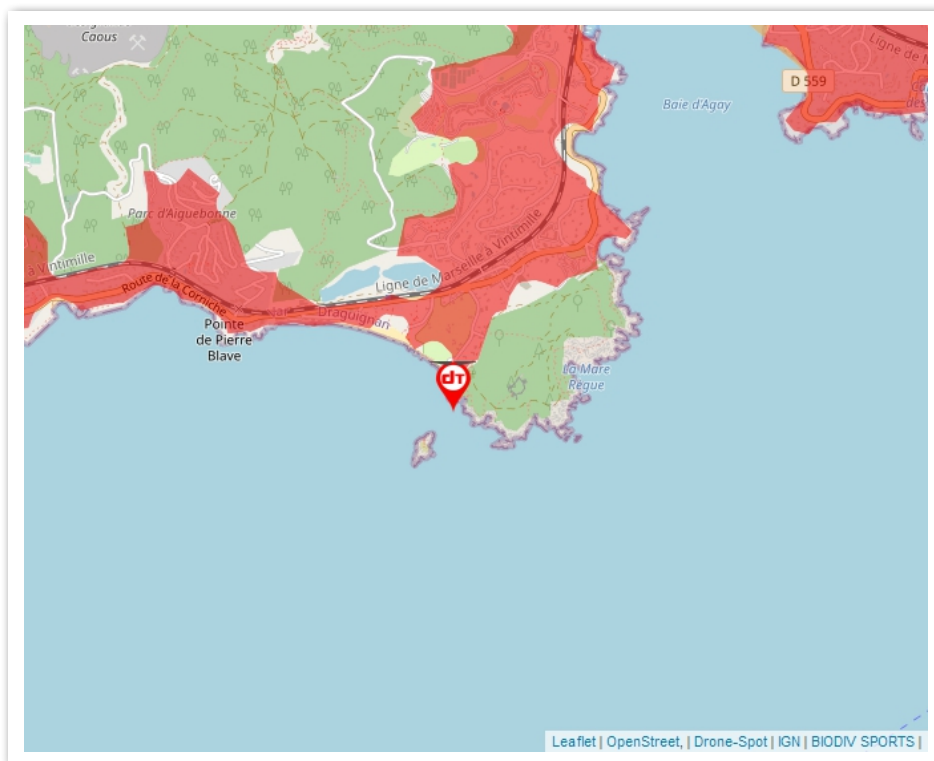 Caous
Baie d'Agay
D 559
Ligne de M
Parc d'Aiguebonne
à Vintimille
Route de la Corniche
Ligne de Marseille à Vintimille
Draguignan
Pointe
de Pierre
Blave
dT
La Mare
Règue
Leaflet | OpenStreet, | Drone-Spot | IGN | BIODIV SPORTS |